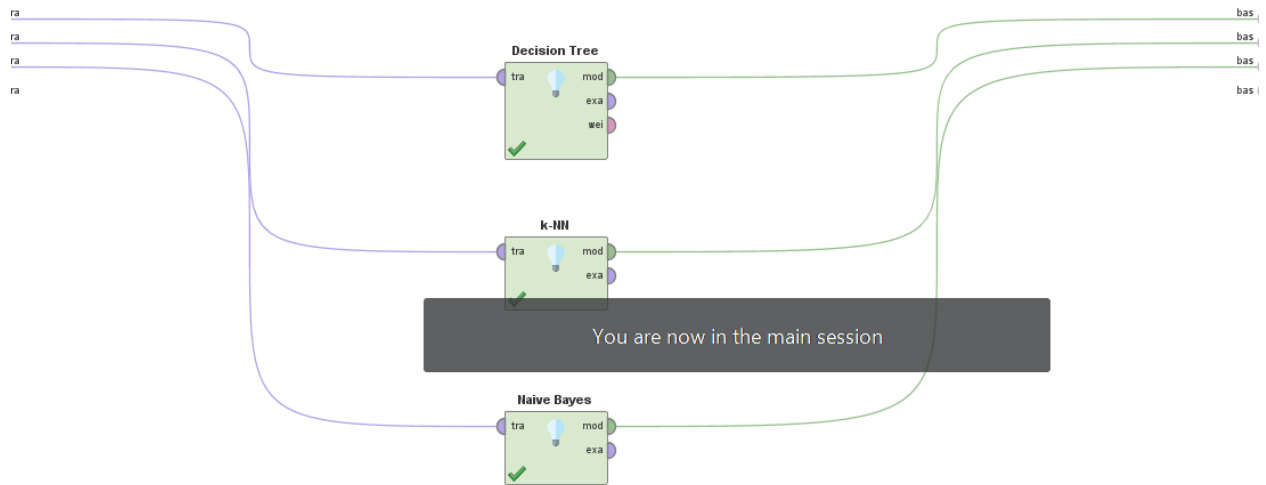 ra
bas
ra
bas
ra
bas
ra
bas
Decision Tree
tra
mod
exa
wei
k-NN
tra
mod
exa
You are now in the main session
Naive Bayes
tra
mod
exa